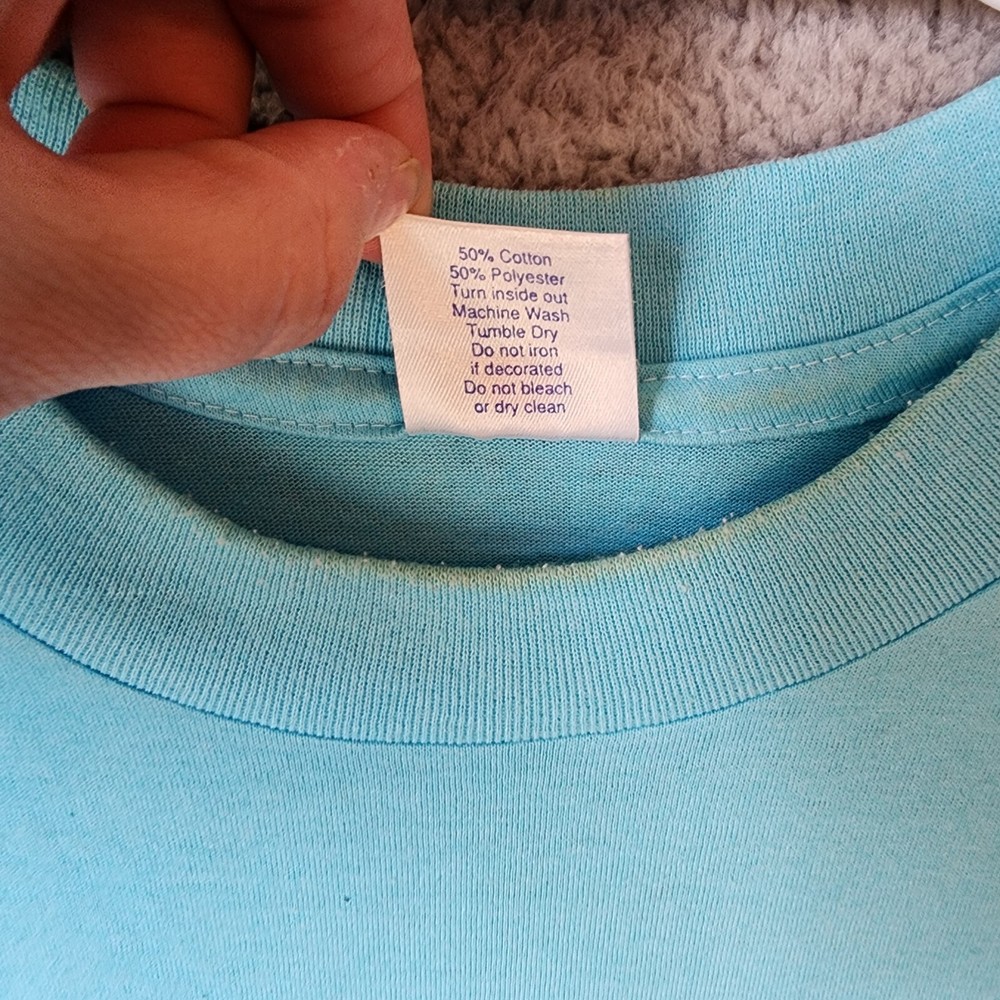 50% Cotton
50% Polyester
Turn inside out
Machine Wash
Tumble Dry
Do not iron
if decorated
Do not bleach
or dry clean